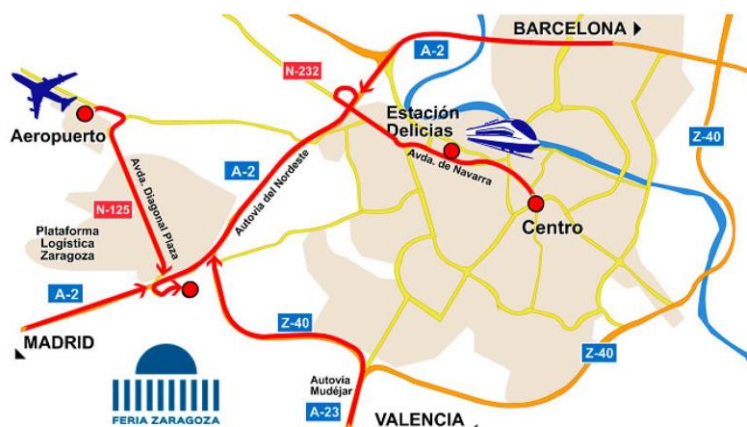 BARCELONA
A-2
N-232
Estación
Delicias
Aeropuerto
Z-40
A-2
Autovía del Nordeste
Avda. de Navarra
Avda. Diagonal Plaza
N-125
Centro
Plataforma
Logística
Zaragoza
A-2
Z-40
MADRID
Z-40
Autovía
Mudéjar
A-23
FERIA ZARAGOZA
VALENCIA